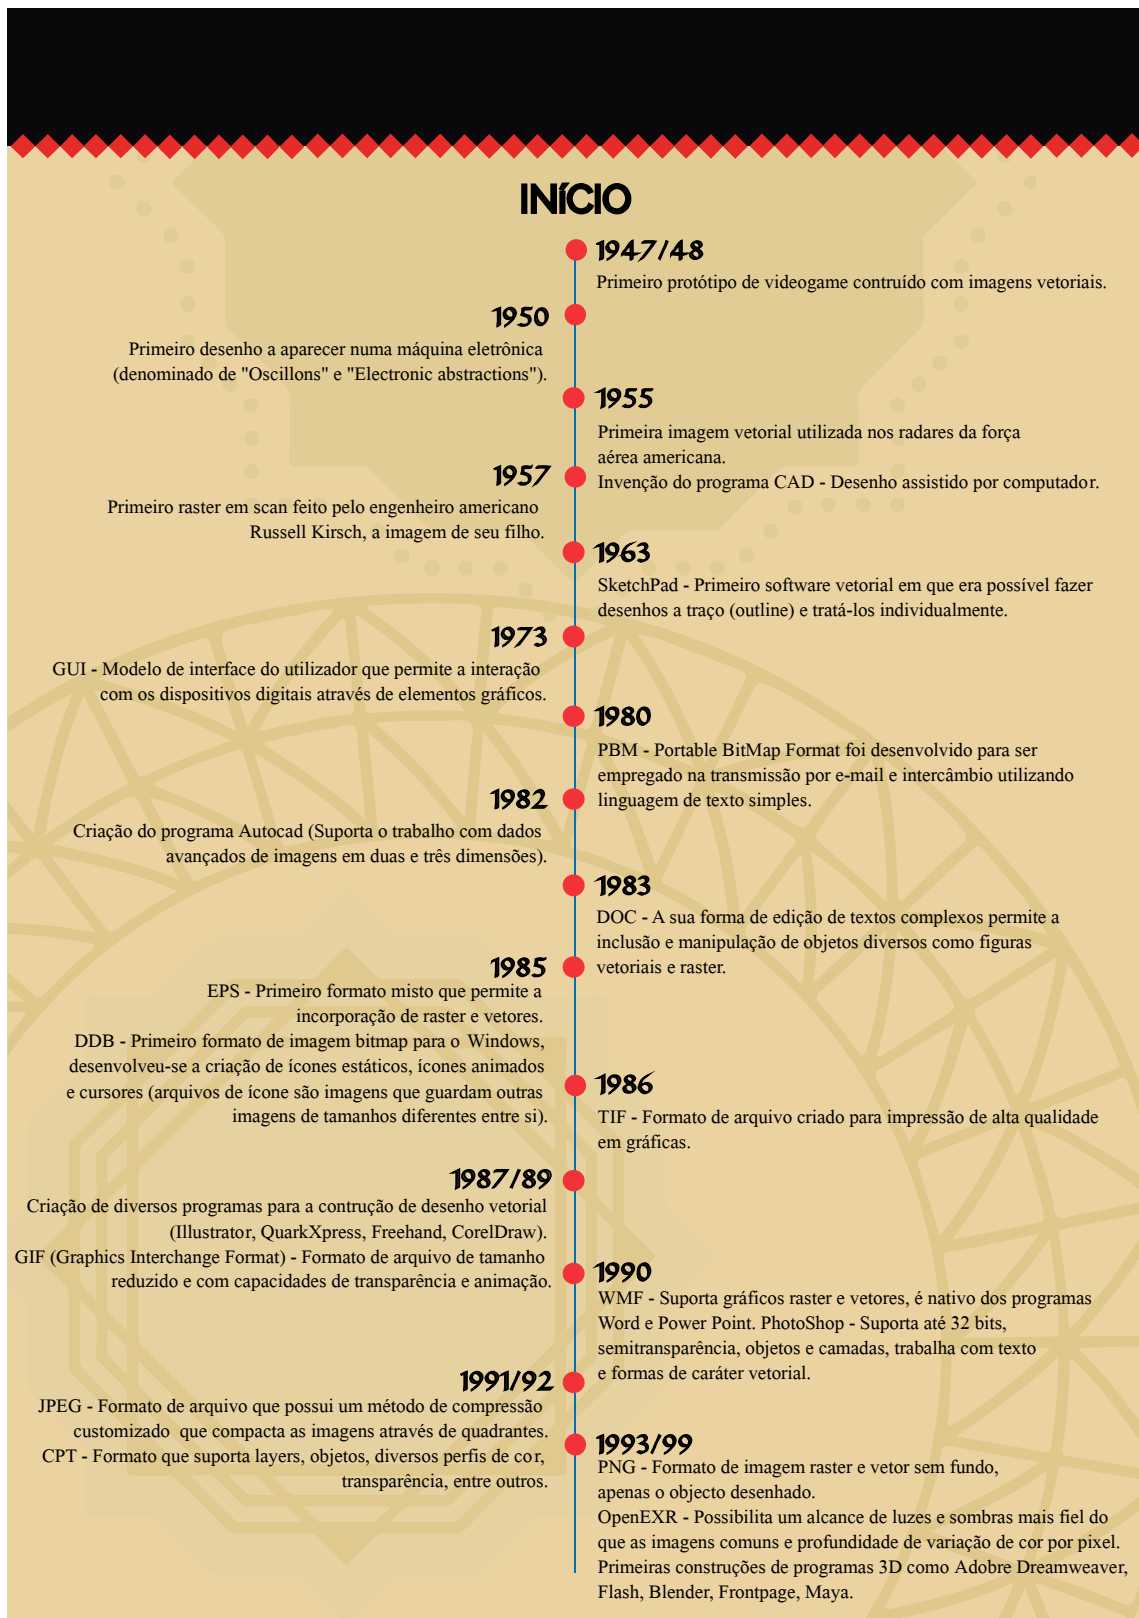 INÍCIO
1947/48
Primeiro protótipo de videogame contruído com imagens vetoriais.
1950
Primeiro desenho a aparecer numa máquina eletrônica
(denominado de "Oscillons" e "Electronic abstractions").
1955
Primeira imagem vetorial utilizada nos radares da força
aérea americana.
Invenção do programa CAD - Desenho assistido por computador.
1957
Primeiro raster em scan feito pelo engenheiro americano
Russell Kirsch, a imagem de seu filho.
1963
SketchPad - Primeiro software vetorial em que era possível fazer
desenhos a traço (outline) e tratá-los individualmente.
1973
GUI - Modelo de interface do utilizador que permite a interação
com os dispositivos digitais através de elementos gráficos.
1980
PBM - Portable BitMap Format foi desenvolvido para ser
empregado na transmissão por e-mail e intercâmbio utilizando
linguagem de texto simples.
1982
Criação do programa Autocad (Suporta o trabalho com dados
avançados de imagens em duas e três dimensões).
1983
DOC - A sua forma de edição de textos complexos permite a
inclusão e manipulação de objetos diversos como figuras
vetoriais e raster.
1985
EPS - Primeiro formato misto que permite a
incorporação de raster e vetores.
DDB - Primeiro formato de imagem bitmap para o Windows,
desenvolveu-se a criação de ícones estáticos, ícones animados
e cursores (arquivos de ícone são imagens que guardam outras
imagens de tamanhos diferentes entre si).
1986
TIF - Formato de arquivo criado para impressão de alta qualidade
em gráficas.
1987/89
Criação de diversos programas para a contrução de desenho vetorial
(Illustrator, QuarkXpress, Freehand, CorelDraw).
GIF (Graphics Interchange Format) - Formato de arquivo de tamanho
reduzido e com capacidades de transparência e animação.
1990
WMF - Suporta gráficos raster e vetores, é nativo dos programas
Word e Power Point. PhotoShop - Suporta até 32 bits,
semitransparência, objetos e camadas, trabalha com texto
e formas de caráter vetorial.
1991/92
JPEG - Formato de arquivo que possui um método de compressão
customizado que compacta as imagens através de quadrantes.
CPT - Formato que suporta layers, objetos, diversos perfis de cor,
transparência, entre outros.
1993/99
PNG - Formato de imagem raster e vetor sem fundo,
apenas o objecto desenhado.
OpenEXR - Possibilita um alcance de luzes e sombras mais fiel do
que as imagens comuns e profundidade de variação de cor por pixel.
Primeiras construções de programas 3D como Adobre Dreamweaver,
Flash, Blender, Frontpage, Maya.